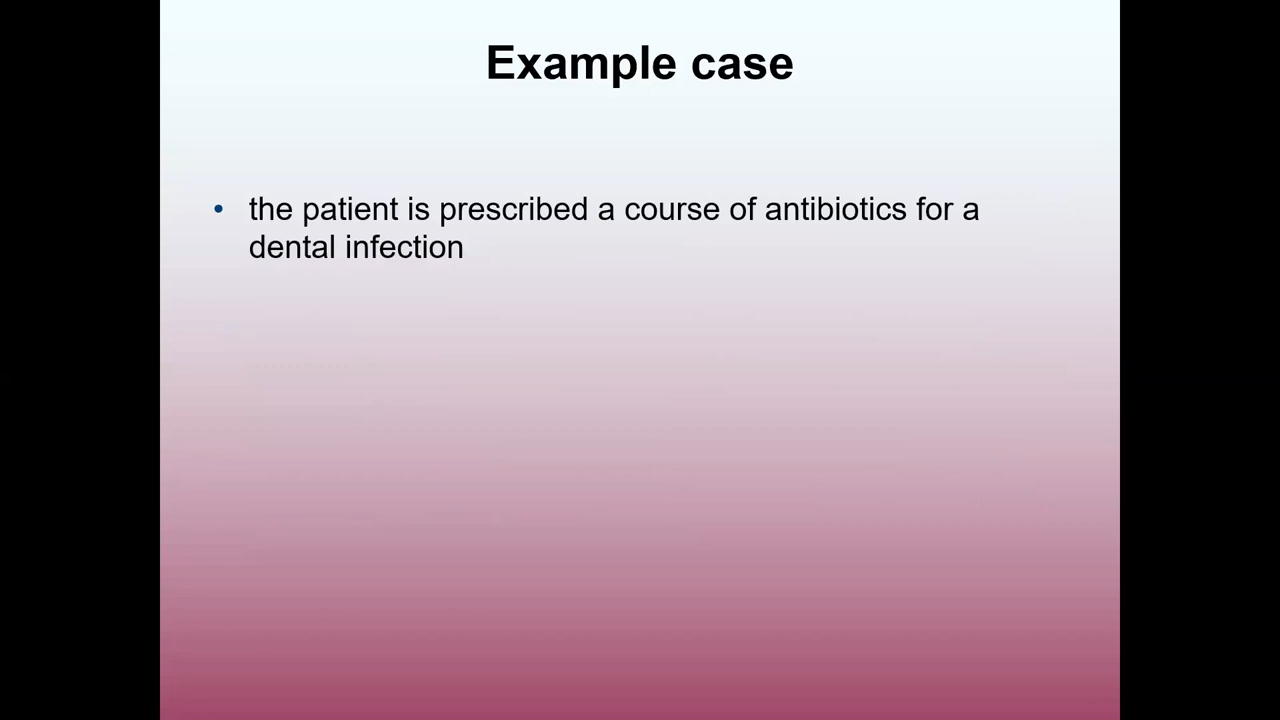 Example case
• the patient is prescribed a course of antibiotics for a
dental infection